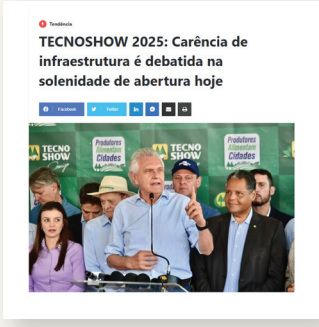 Tendência
TECNOSHOW 2025: Carência de
infraestrutura é debatida na
solenidade de abertura hoje
Facebook
Twitter
TECNO
SHOW
Produtores
Alimentam
Cidades
TECNO
SHOW
Produtores
Alimentam
Cidades